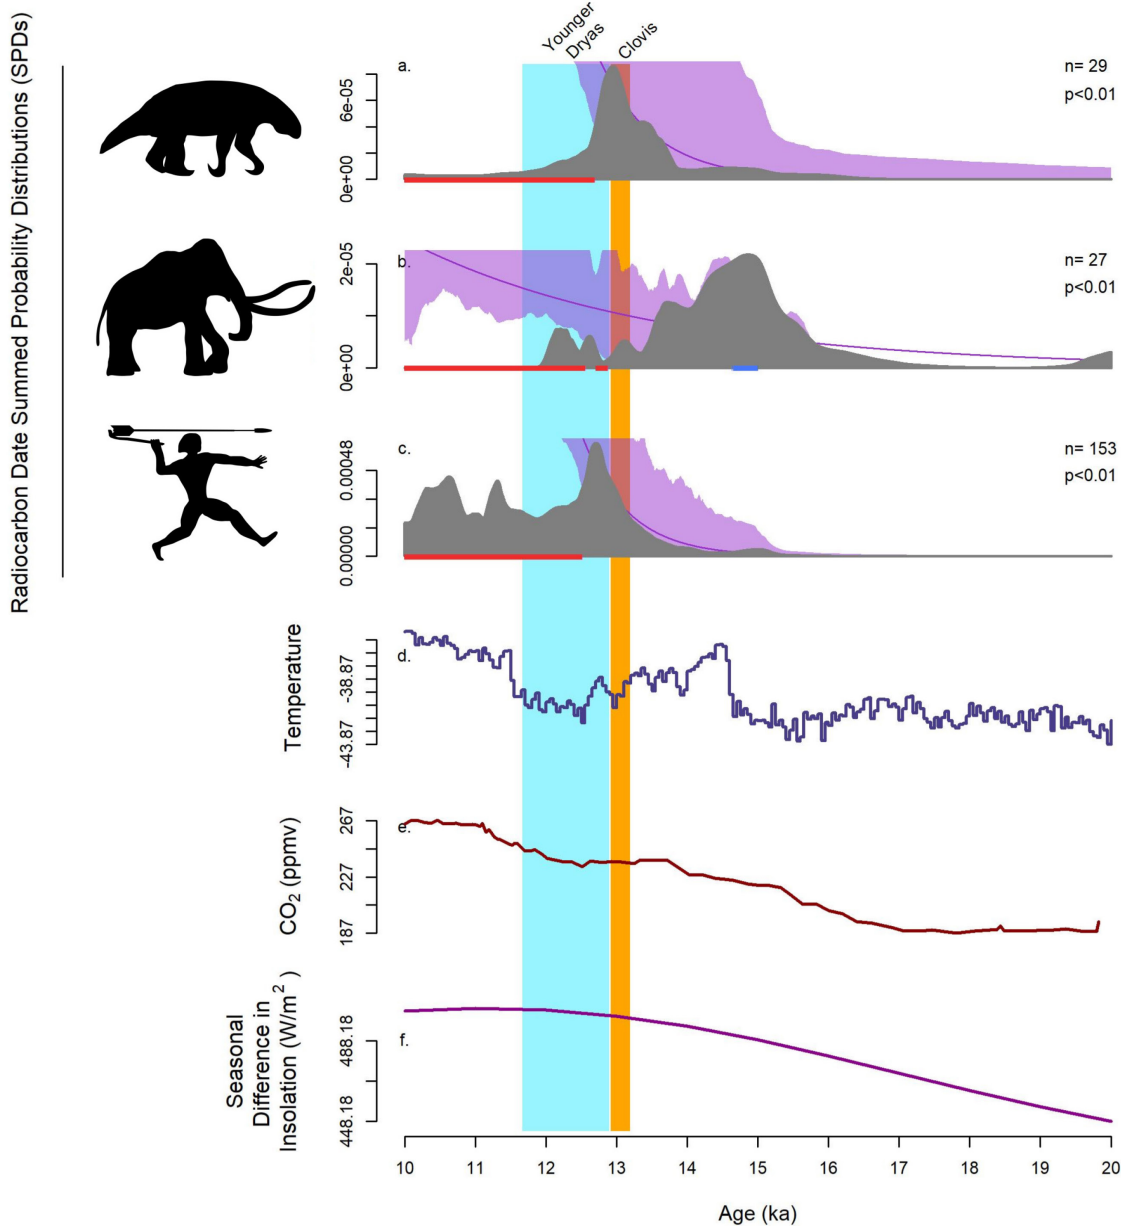 Radiocarbon Date Summed Probability Distributions (SPDs)
Younger
Dryas
Clovis
a.
n= 29
p<0.01
6e-05
0e+00
b.
n= 27
p<0.01
2e-05
0e+00
c.
n= 153
p<0.01
0.00048
0.00000
Temperature
d.
-38.87
-43.87
CO₂ (ppmv)
e.
267
227
187
Seasonal
Difference in
Insolation (W/m²)
f.
488.18
448.18
10 11 12 13 14 15 16 17 18 19 20
Age (ka)